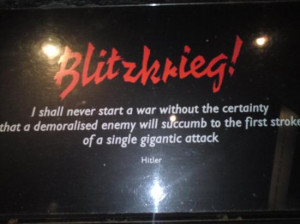 Blitzkrieg!
I shall never start a war without the certainty
that a demoralised enemy will succumb to the first stroke
of a single gigantic attack
Hitler